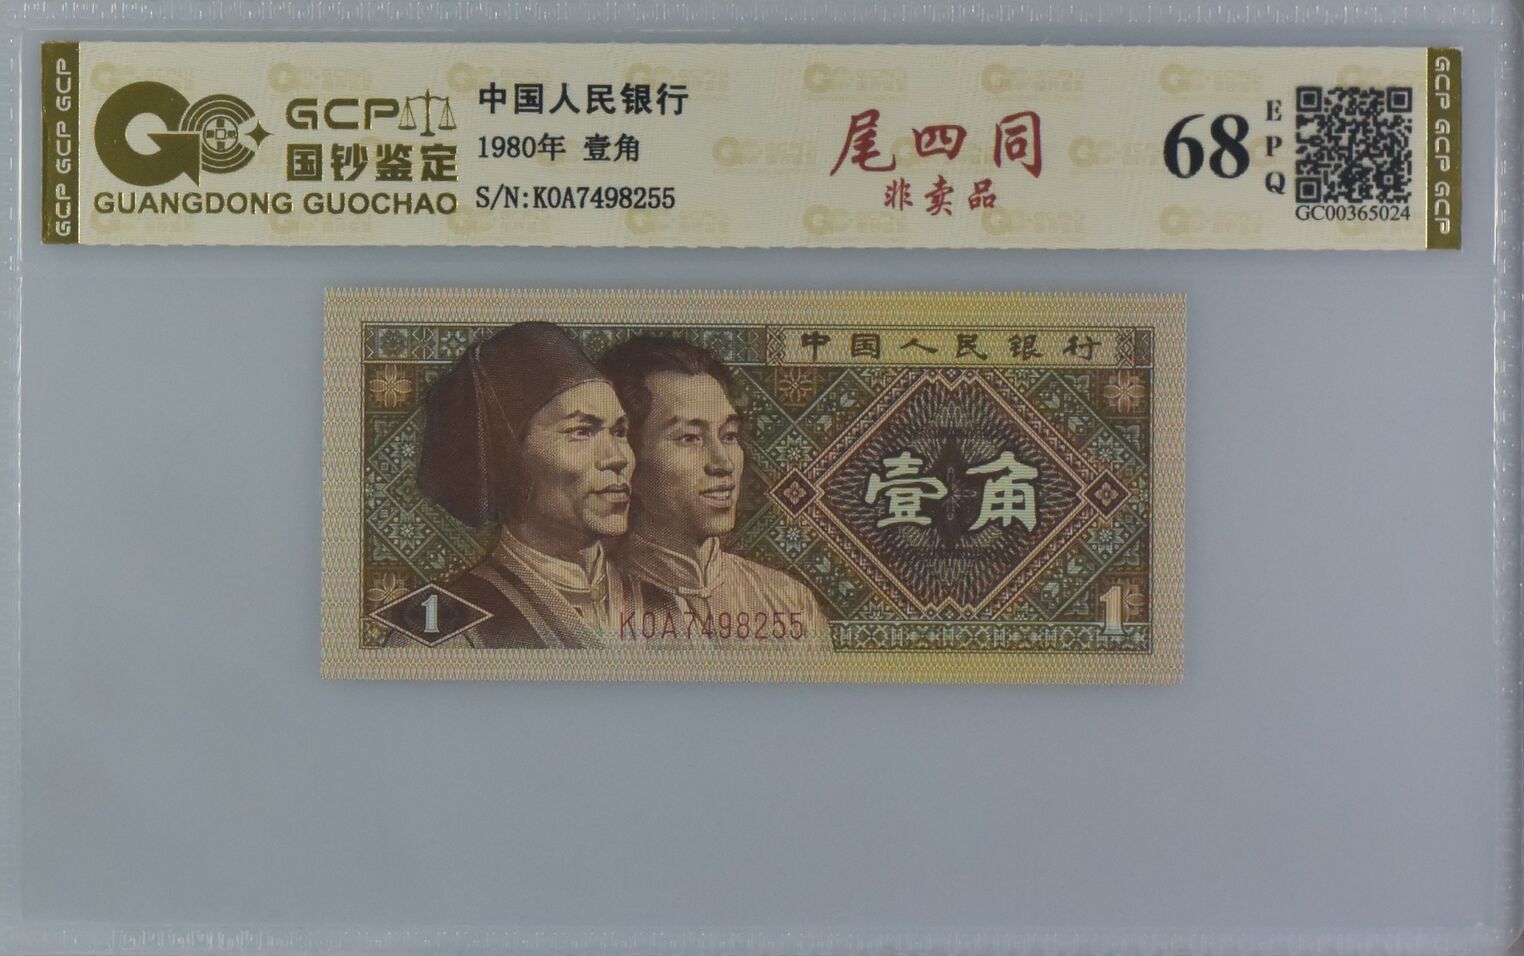 GCP GCP GCP
GCP
国钞鉴定
GUANGDONG GUOCHAO
中国人民银行
1980年 壹角
S/N:K0A7498255
尾四同
非卖品
68
EPQ
GC00365024
GCP GCP GCP
中国人民银行
壹角
1
K0A7498255
1